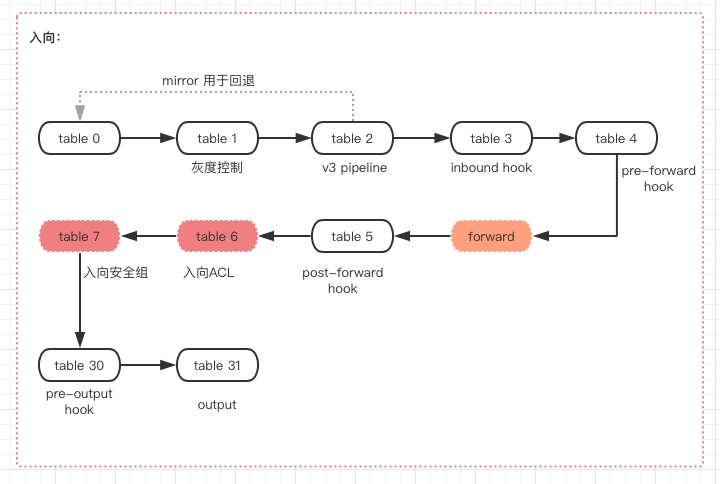 入向：
mirror 用于回退
table 0
table 1
table 2
table 3
table 4
灰度控制
v3 pipeline
inbound hook
pre-forward
hook
table 7
table 6
table 5
forward
入向安全组
入向ACL
post-forward
hook
table 30
table 31
pre-output
hook
output